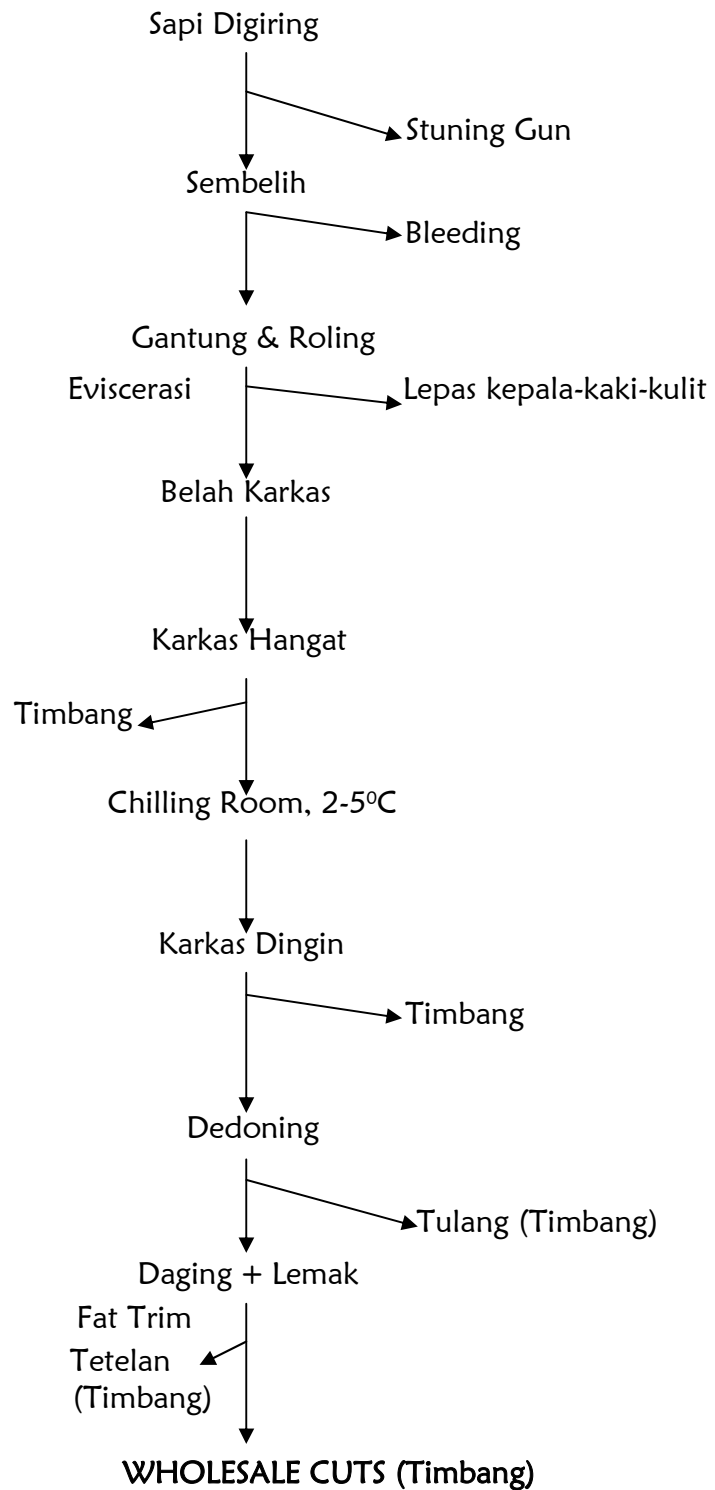 Sapi Digiring
Stuning Gun
Sembelih
Bleeding
Gantung & Roling
Eviscerasi
Lepas kepala-kaki-kulit
Belah Karkas
Karkas Hangat
Timbang
Chilling Room, 2-5⁰C
Karkas Dingin
Timbang
Dedoning
Tulang (Timbang)
Daging + Lemak
Fat Trim
Tetelan
(Timbang)
WHOLESALE CUTS (Timbang)